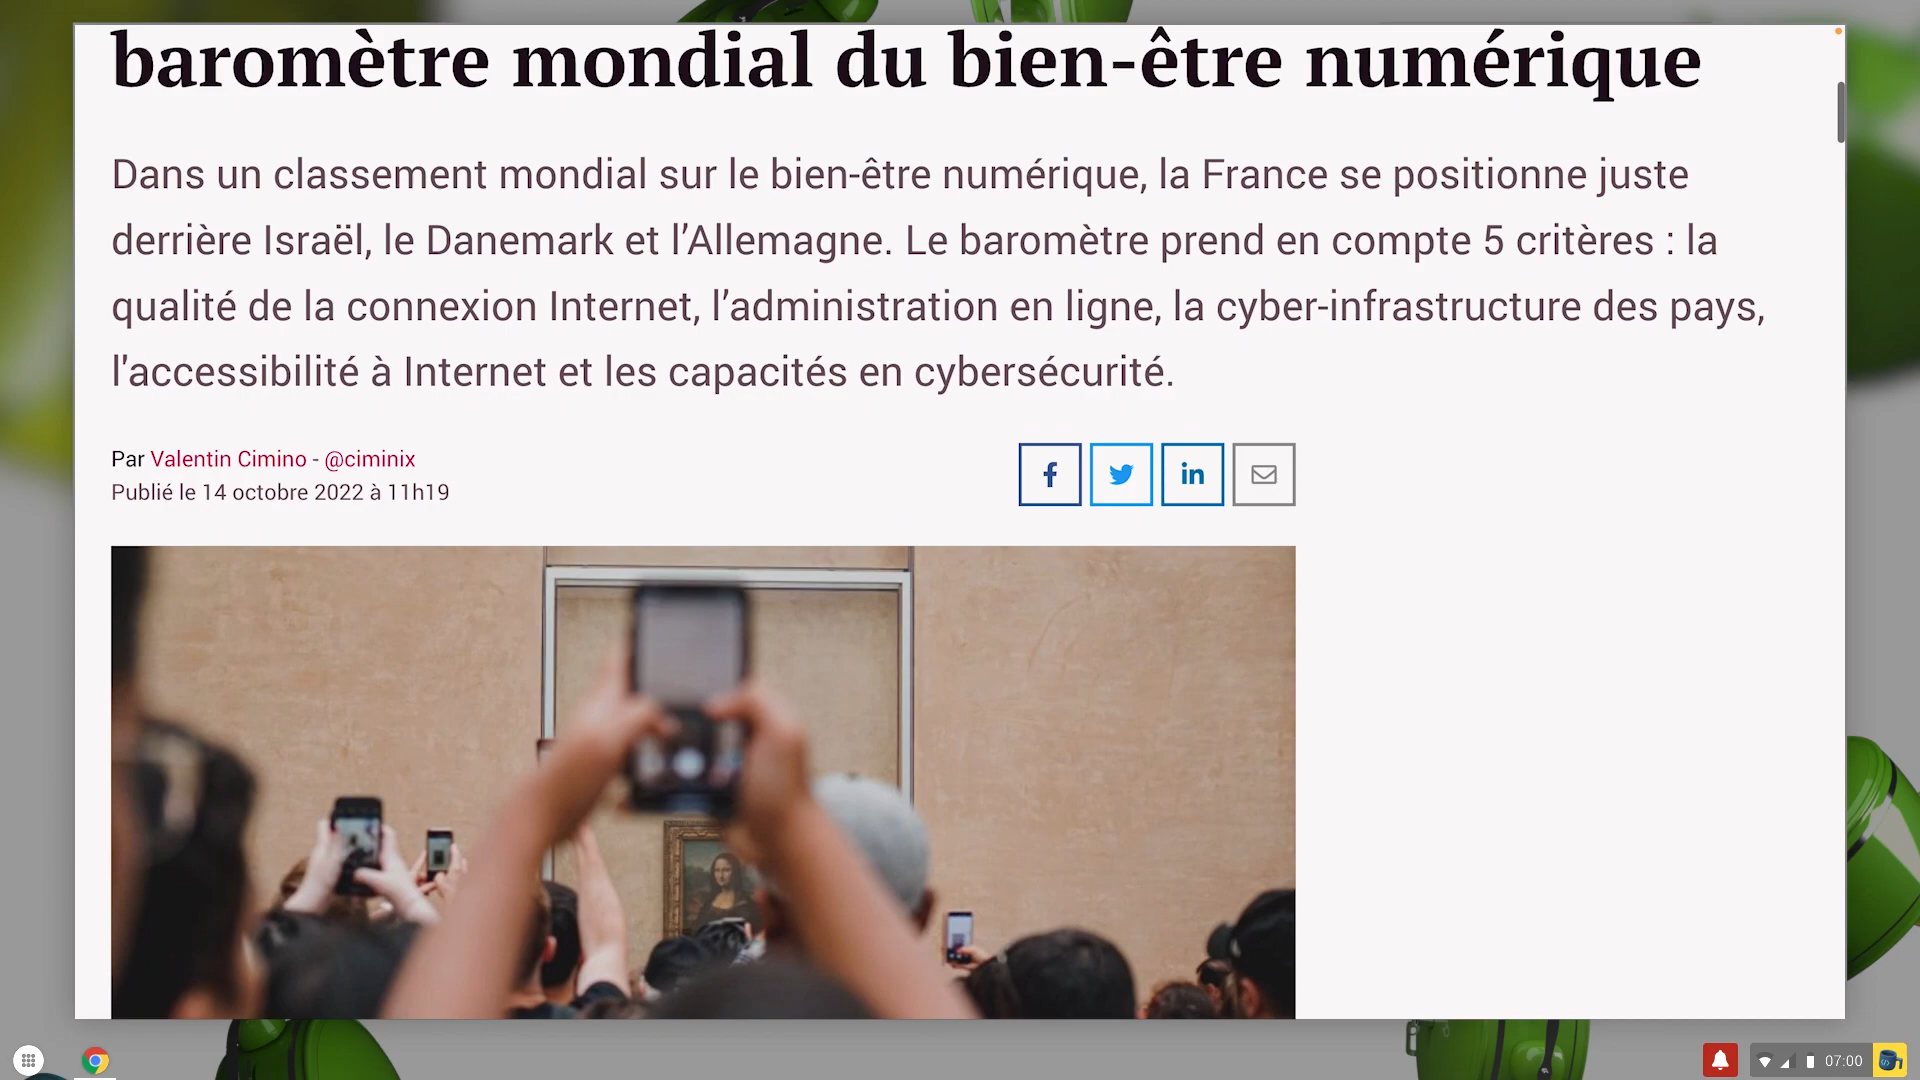 baromètre mondial du bien-être numérique
Dans un classement mondial sur le bien-être numérique, la France se positionne juste
derrière Israël, le Danemark et l’Allemagne. Le baromètre prend en compte 5 critères : la
qualité de la connexion Internet, l’administration en ligne, la cyber-infrastructure des pays,
l'accessibilité à Internet et les capacités en cybersécurité.
Par Valentin Cimino - @ciminix
Publié le 14 octobre 2022 à 11h19
07:00